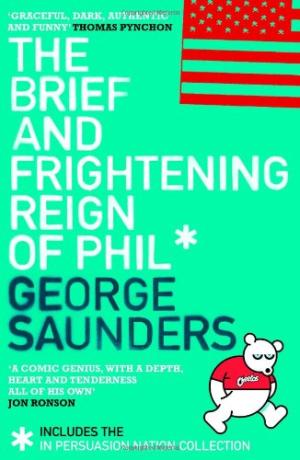 'GRACEFUL, DARK, AUTHENTIC
AND FUNNY' THOMAS PYNCHON
THE
BRIEF
AND
FRIGHTENING
REIGN
OF PHIL*
GEORGE
SAUNDERS
'A COMIC GENIUS, WITH A DEPTH,
HEART AND TENDERNESS
ALL OF HIS OWN'
JON RONSON
* INCLUDES THE
IN PERSUASION NATION COLLECTION